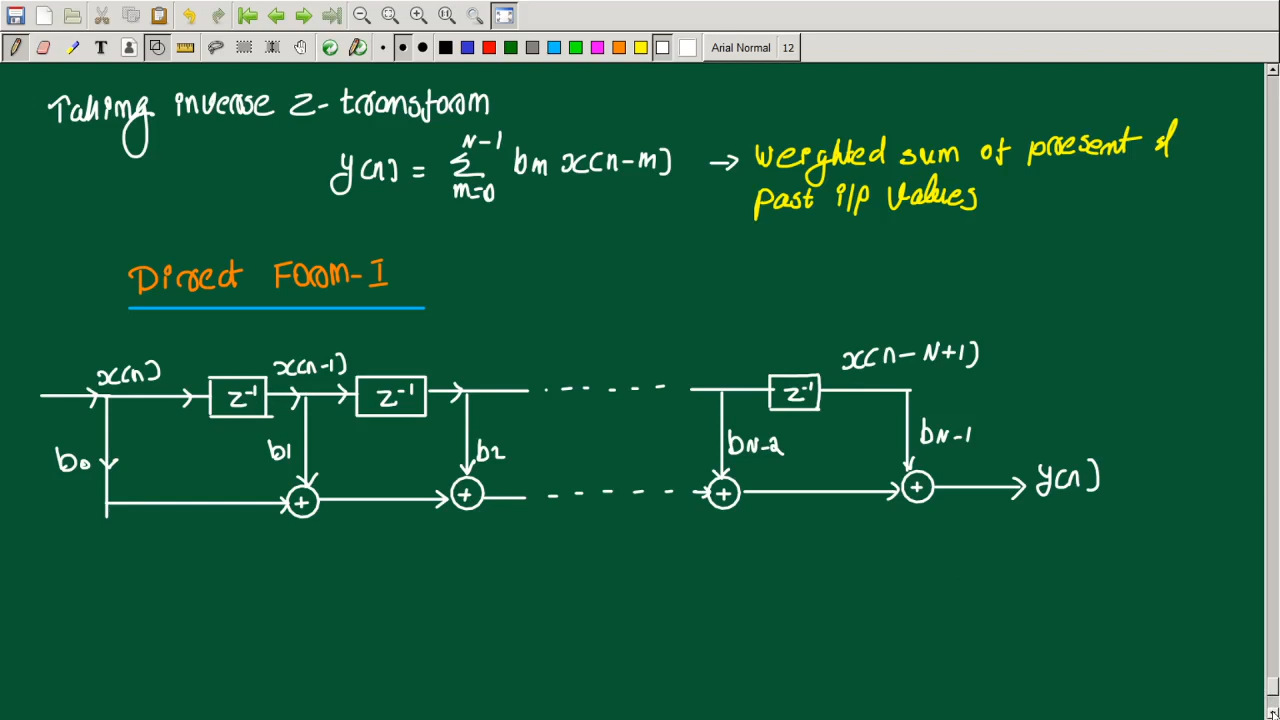 Arial Normal 12
Taking inverse Z-transform
y(n) = N-1 Σ m=0 bm x(n-m) → Weighted sum of present &
past i/p values
Direct Form-I
x(n) x(n-1) x(n-N+1)
z⁻¹ z⁻¹ z⁻¹
b0 b1 b2 bN-2 bN-1
+ + + + y(n)